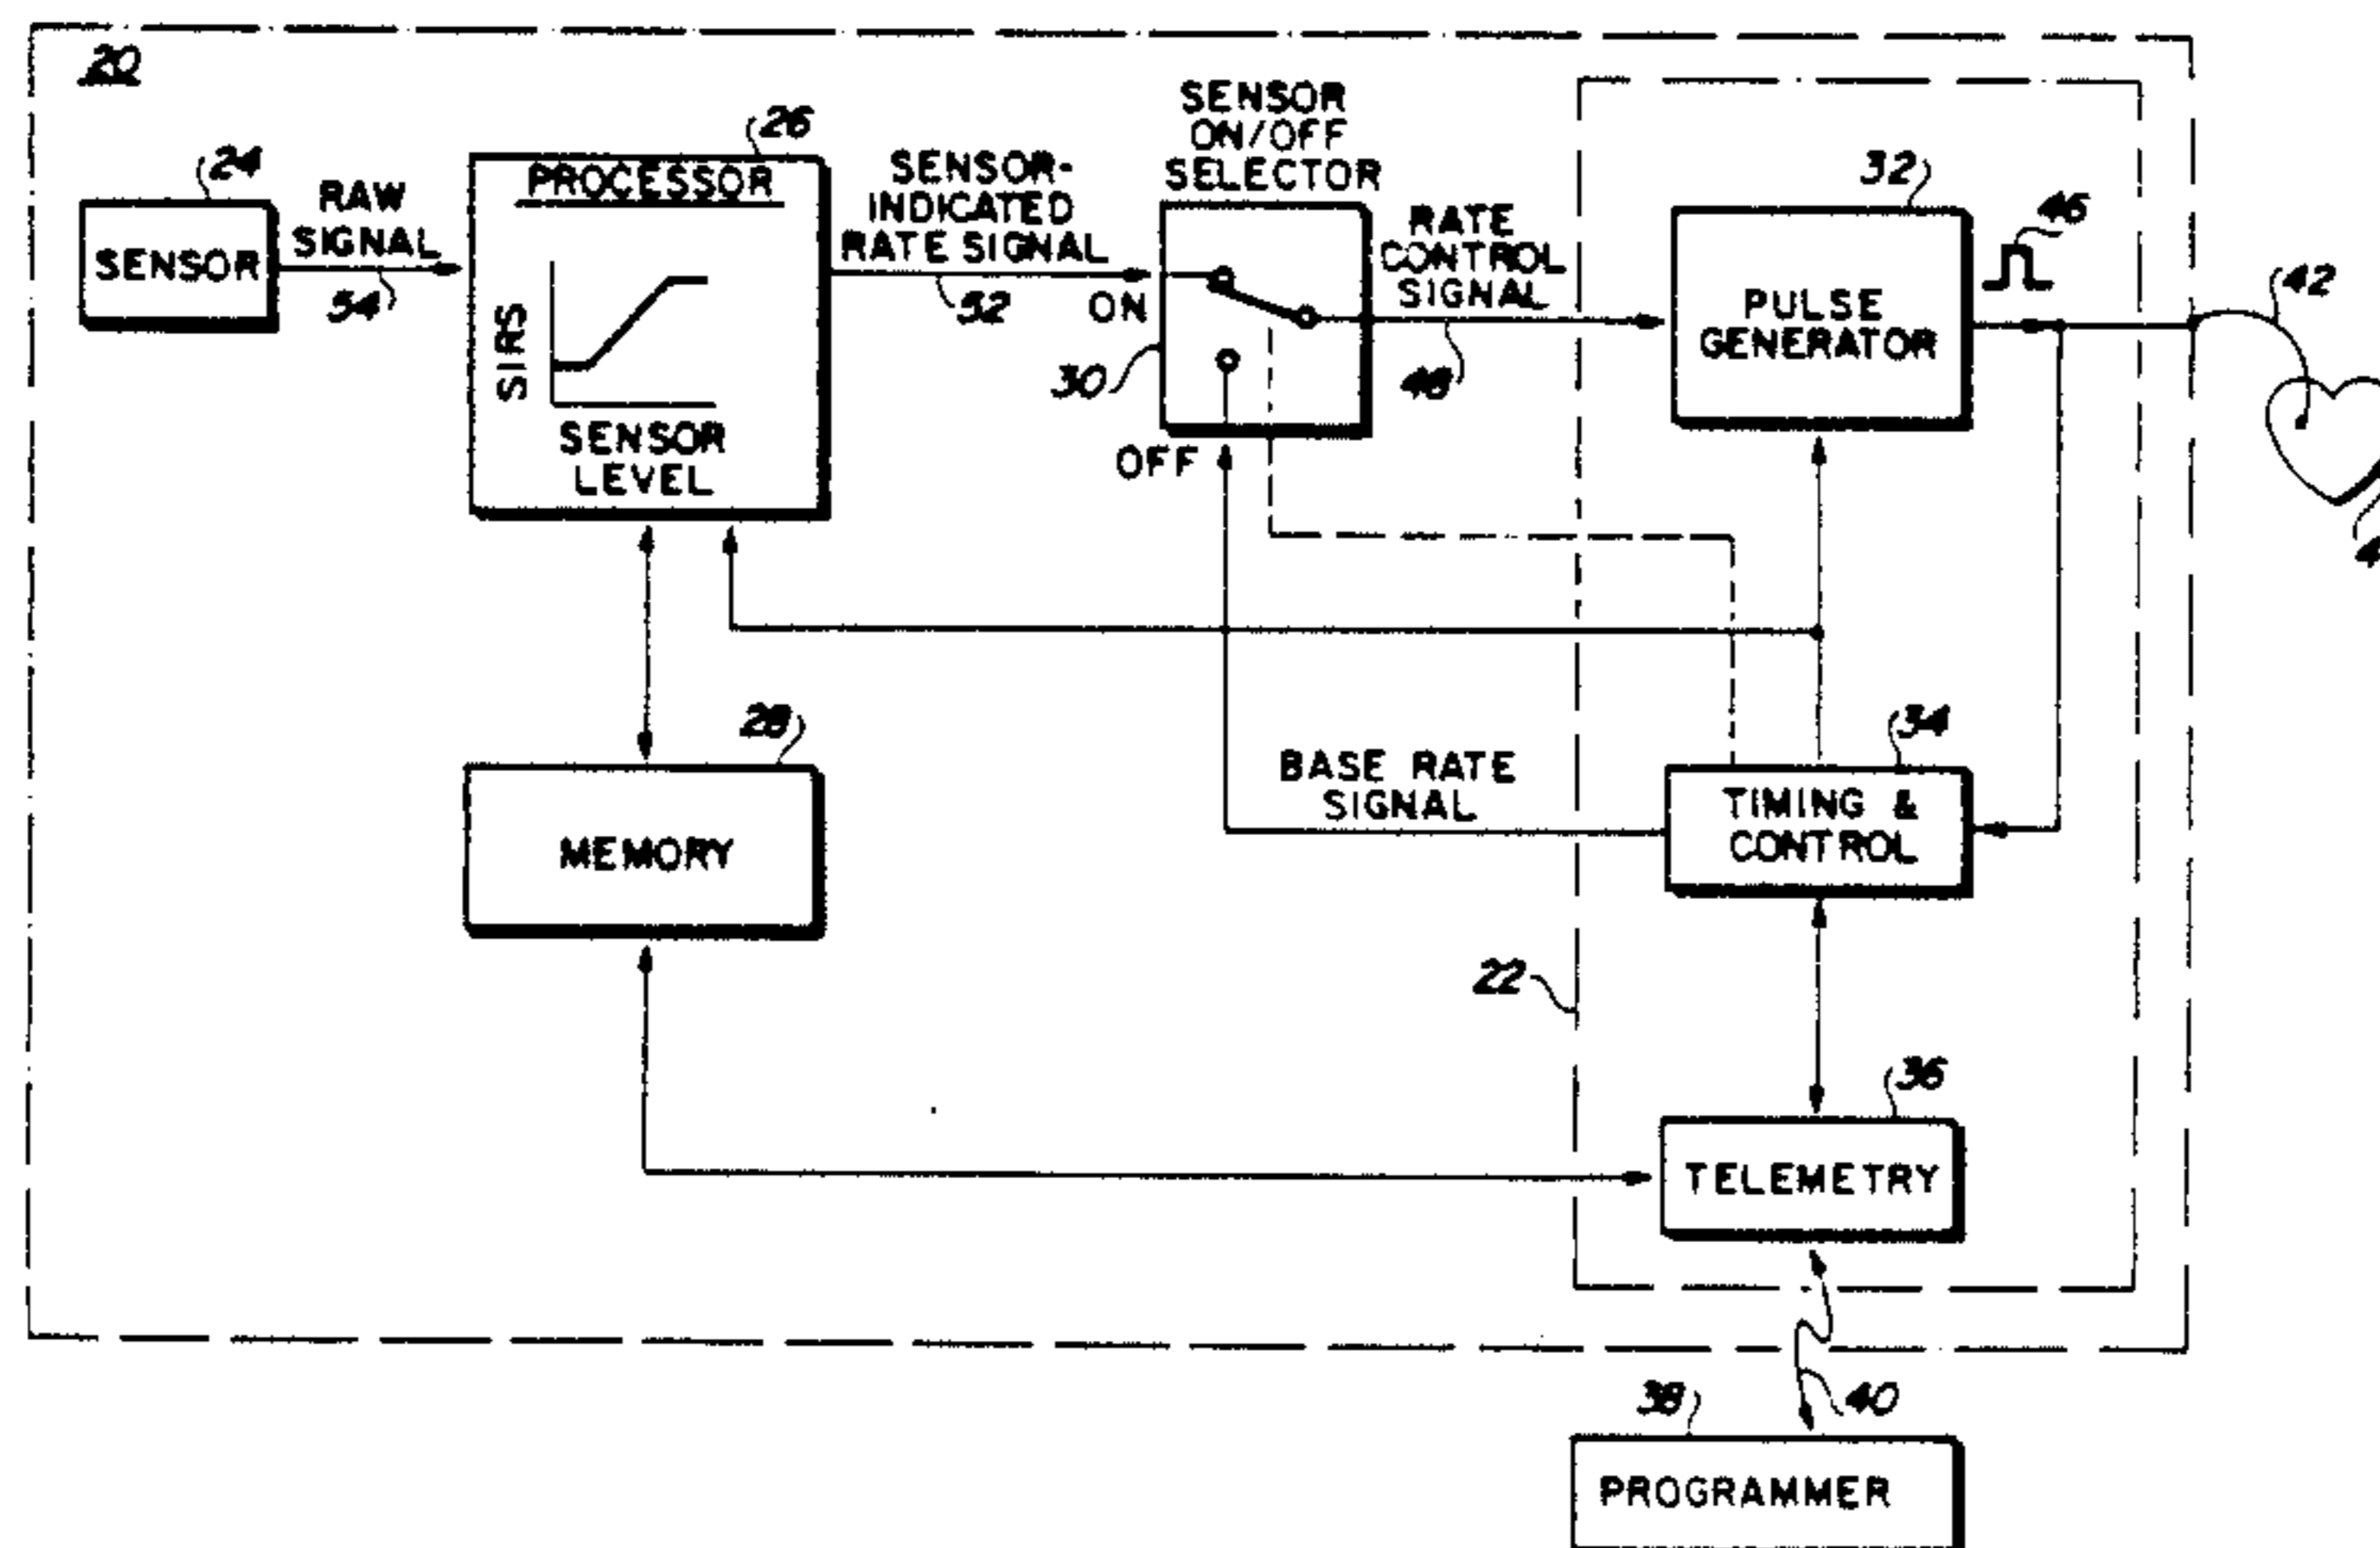 20
24
SENSOR
RAW
SIGNAL
54
26
PROCESSOR
SIRS
SENSOR
LEVEL
SENSOR-
INDICATED
RATE SIGNAL
52
SENSOR
ON/OFF
SELECTOR
ON
30
OFF
RATE
CONTROL
SIGNAL
48
32
PULSE
GENERATOR
46
42
28
MEMORY
BASE RATE
SIGNAL
34
TIMING &
CONTROL
22
36
TELEMETRY
38
40
PROGRAMMER